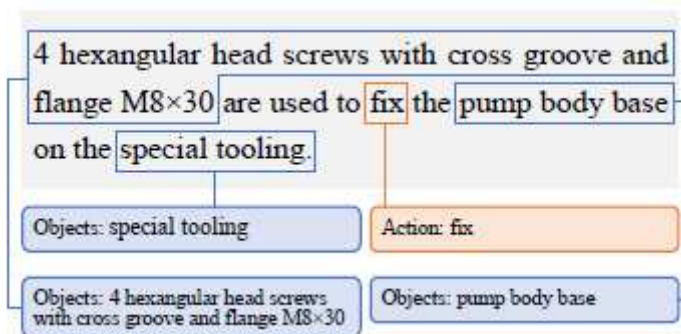 4 hexangular head screws with cross groove and
flange M8×30 are used to fix the pump body base
on the special tooling.
Objects: special tooling
Action: fix
Objects: 4 hexangular head screws
with cross groove and flange M8×30
Objects: pump body base